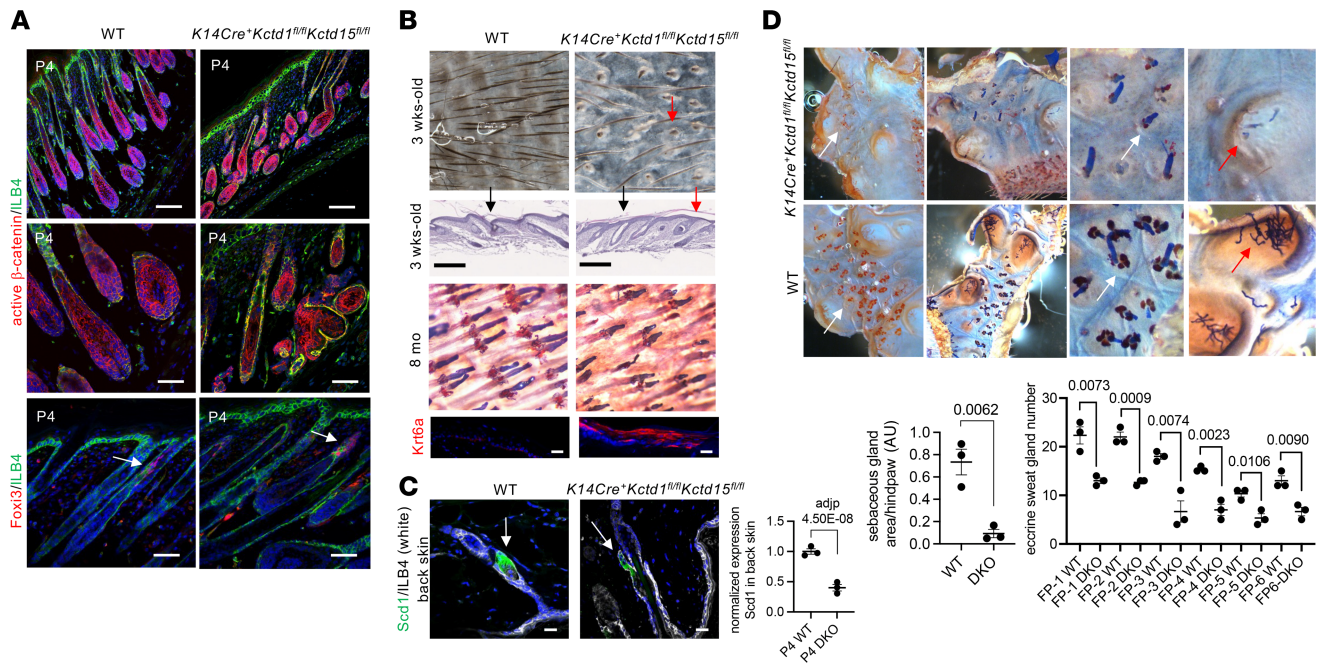 A
WT
K14Cre+Kctd1fl/flKctd15fl/fl
P4
P4
active β-catenin/ILB4
P4
P4
P4
Foxi3/ILB4
B
WT
K14Cre+Kctd1fl/flKctd15fl/fl
3 wks-old
3 wks-old
8 mo
Krt6a
C
WT
K14Cre+Kctd1fl/flKctd15fl/fl
Scd1/ILB4 (white)
back skin
adjp
4.50E-08
normalized expression
Scd1 in back skin
1.5
1.0
0.5
0.0
P4 WT
P4 DKO
D
K14Cre+Kctd1fl/flKctd15fl/fl
WT
0.0062
sebaceous gland
area/hindpaw (AU)
1.0
0.8
0.6
0.4
0.2
0.0
WT
DKO
eccrine sweat gland number
30
20
10
0
0.0073
0.0009
0.0074
0.0023
0.0106
0.0090
FP-1 WT
FP-1 DKO
FP-2 WT
FP-2 DKO
FP-3 WT
FP-3 DKO
FP-4 WT
FP-4 DKO
FP-5 WT
FP-5 DKO
FP-6 WT
FP6-DKO